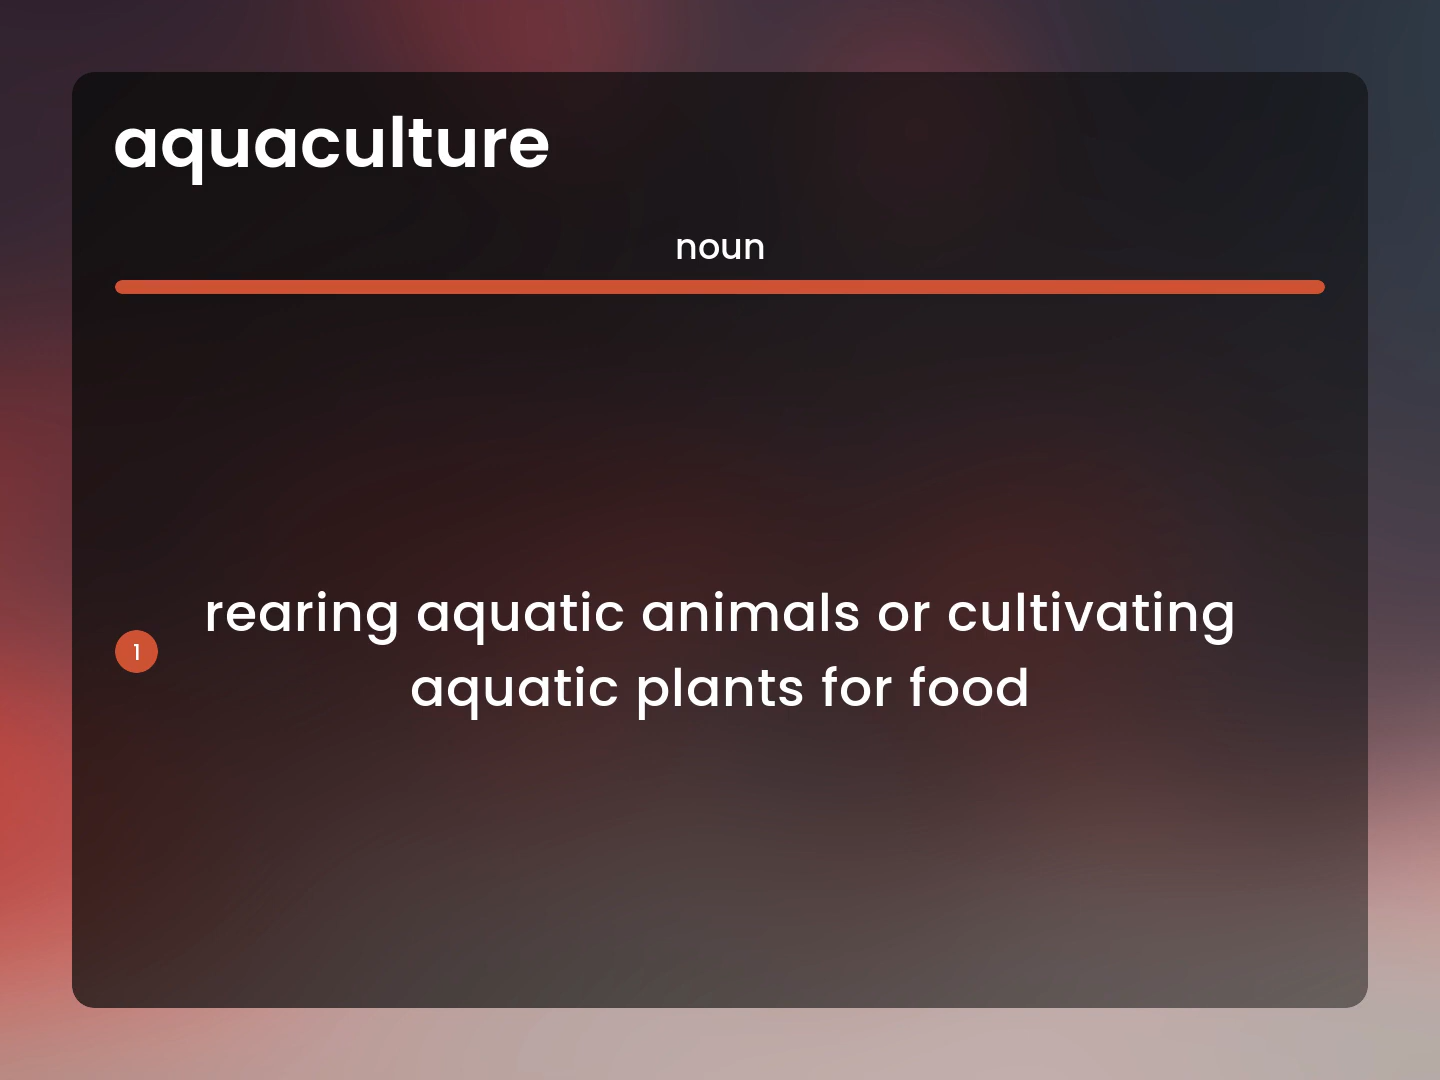 aquaculture
noun
1
rearing aquatic animals or cultivating
aquatic plants for food